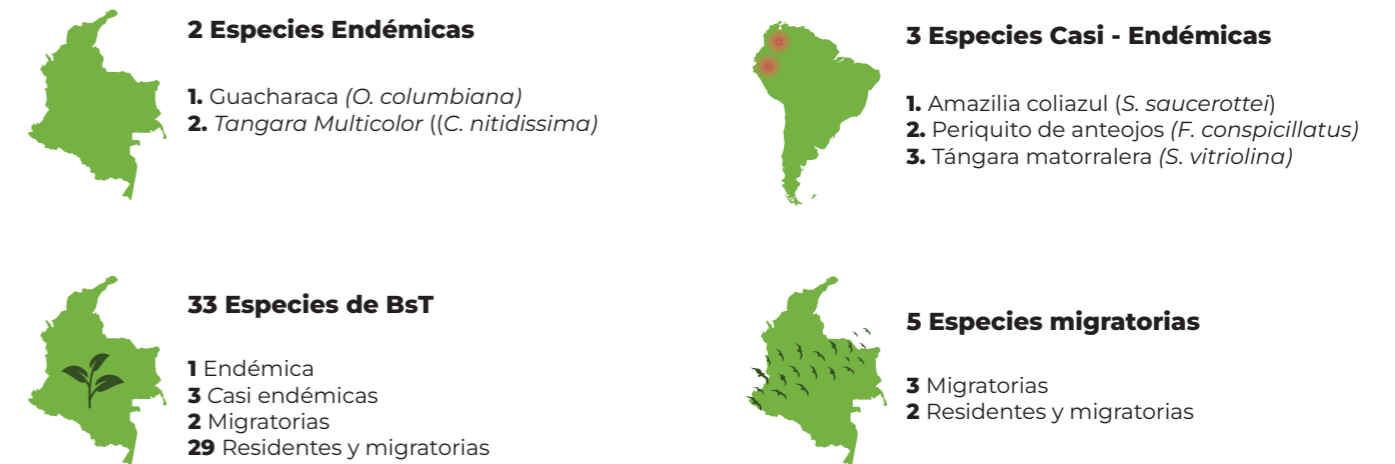 2 Especies Endémicas
1. Guacharaca (O. columbiana)
2. Tangara Multicolor ((C. nitidissima)
3 Especies Casi - Endémicas
1. Amazilia coliazul (S. saucerottei)
2. Periquito de anteojos (F. conspicillatus)
3. Tángara matorralera (S. vitriolina)
33 Especies de BsT
1 Endémica
3 Casi endémicas
2 Migratorias
29 Residentes y migratorias
5 Especies migratorias
3 Migratorias
2 Residentes y migratorias